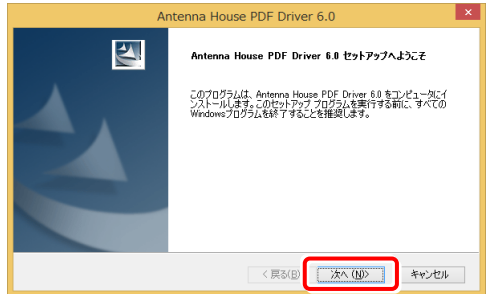 Antenna House PDF Driver 6.0
Antenna House PDF Driver 6.0 セットアップへようこそ
このプログラムは、Antenna House PDF Driver 6.0 をコンピュータにイ
ンストールします。このセットアップ プログラムを実行する前に、すべての
Windowsプログラムを終了することを推奨します。
< 戻る(B) 次へ (N)> キャンセル